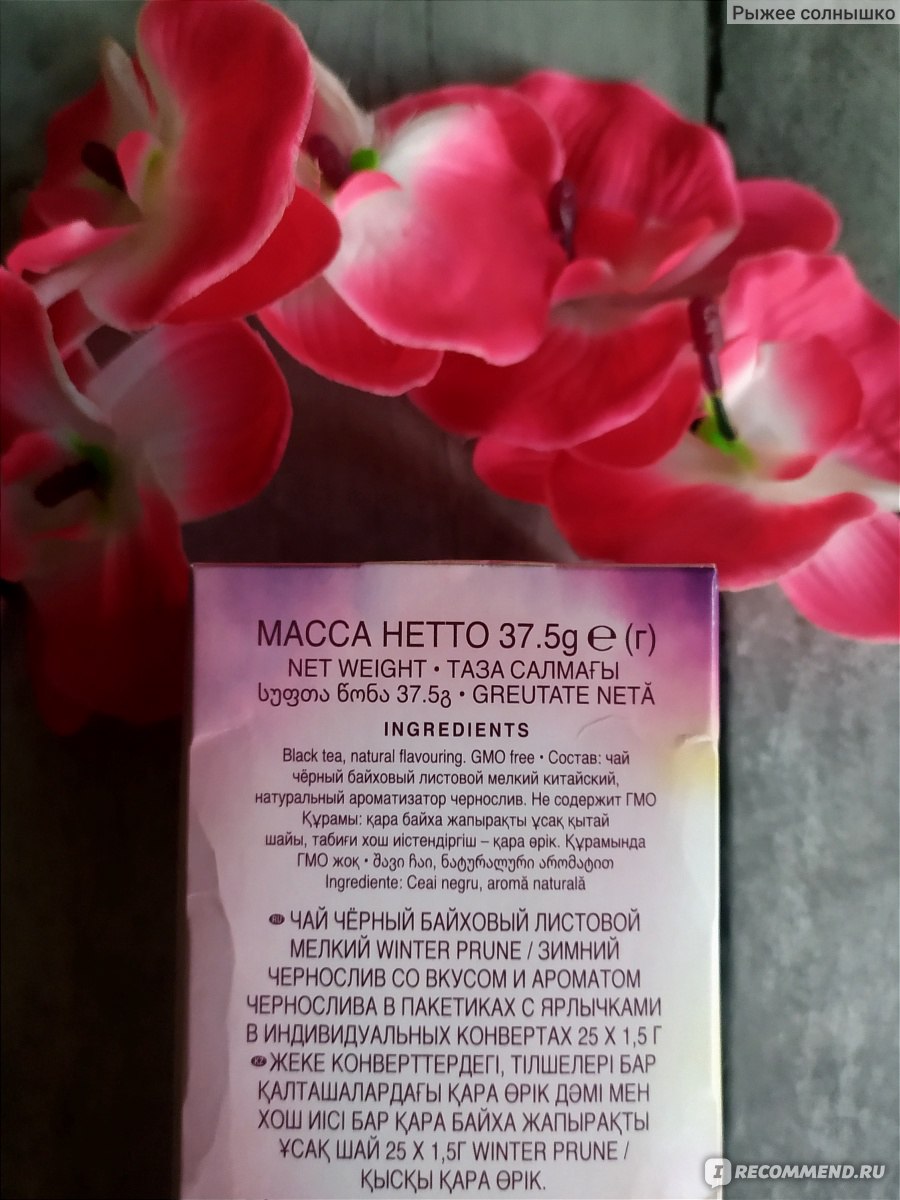 Рыжее солнышко
МАССА НЕТТО 37.5g ℮ (г)
NET WEIGHT • ТАЗА САЛМАҒЫ
სუფთა წონა 37.5გ • GREUTATE NETĂ
INGREDIENTS
Black tea, natural flavouring. GMO free • Состав: чай
чёрный байховый листовой мелкий китайский,
натуральный ароматизатор чернослив. Не содержит ГМО
Құрамы: қара байха жапырақты ұсақ қытай
шайы, табиғи хош иістендіргіш – қара өрік. Құрамында
ГМО жоқ • შავი ჩაი, ნატურალური არომატით
Ingrediente: Ceai negru, aromă naturală
RU ЧАЙ ЧЁРНЫЙ БАЙХОВЫЙ ЛИСТОВОЙ
МЕЛКИЙ WINTER PRUNE / ЗИМНИЙ
ЧЕРНОСЛИВ СО ВКУСОМ И АРОМАТОМ
ЧЕРНОСЛИВА В ПАКЕТИКАХ С ЯРЛЫЧКАМИ
В ИНДИВИДУАЛЬНЫХ КОНВЕРТАХ 25 X 1,5 Г
KZ ЖЕКЕ КОНВЕРТТЕРДЕГІ, ТІЛШЕЛЕРІ БАР
ҚАЛТАШАЛАРДАҒЫ ҚАРА ӨРІК ДӘМІ МЕН
ХОШ ИІСІ БАР ҚАРА БАЙХА ЖАПЫРАҚТЫ
ҰСАҚ ШАЙ 25 X 1,5Г WINTER PRUNE /
ҚЫСҚЫ ҚАРА ӨРІК.
I RECOMMEND.RU